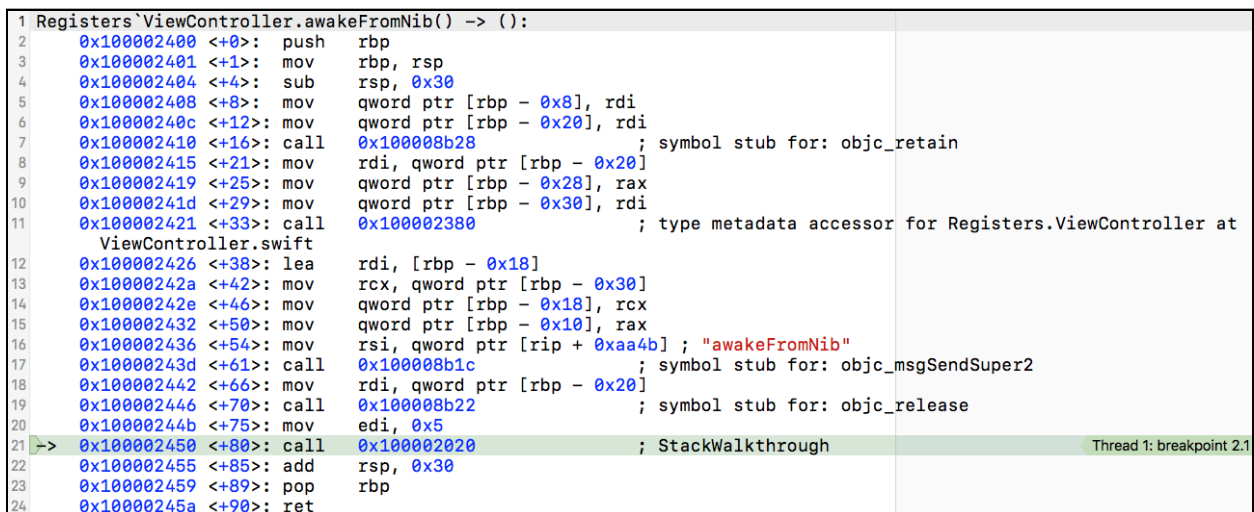 1 Registers`ViewController.awakeFromNib() -> ():
2 0x100002400 <+0>: push rbp
3 0x100002401 <+1>: mov rbp, rsp
4 0x100002404 <+4>: sub rsp, 0x30
5 0x100002408 <+8>: mov qword ptr [rbp - 0x8], rdi
6 0x10000240c <+12>: mov qword ptr [rbp - 0x20], rdi
7 0x100002410 <+16>: call 0x100008b28 ; symbol stub for: objc_retain
8 0x100002415 <+21>: mov rdi, qword ptr [rbp - 0x20]
9 0x100002419 <+25>: mov qword ptr [rbp - 0x28], rax
10 0x10000241d <+29>: mov qword ptr [rbp - 0x30], rdi
11 0x100002421 <+33>: call 0x100002380 ; type metadata accessor for Registers.ViewController at
ViewController.swift
12 0x100002426 <+38>: lea rdi, [rbp - 0x18]
13 0x10000242a <+42>: mov rcx, qword ptr [rbp - 0x30]
14 0x10000242e <+46>: mov qword ptr [rbp - 0x18], rcx
15 0x100002432 <+50>: mov qword ptr [rbp - 0x10], rax
16 0x100002436 <+54>: mov rsi, qword ptr [rip + 0xaa4b] ; "awakeFromNib"
17 0x10000243d <+61>: call 0x100008b1c ; symbol stub for: objc_msgSendSuper2
18 0x100002442 <+66>: mov rdi, qword ptr [rbp - 0x20]
19 0x100002446 <+70>: call 0x100008b22 ; symbol stub for: objc_release
20 0x10000244b <+75>: mov edi, 0x5
21 -> 0x100002450 <+80>: call 0x100002020 ; StackWalkthrough Thread 1: breakpoint 2.1
22 0x100002455 <+85>: add rsp, 0x30
23 0x100002459 <+89>: pop rbp
24 0x10000245a <+90>: ret